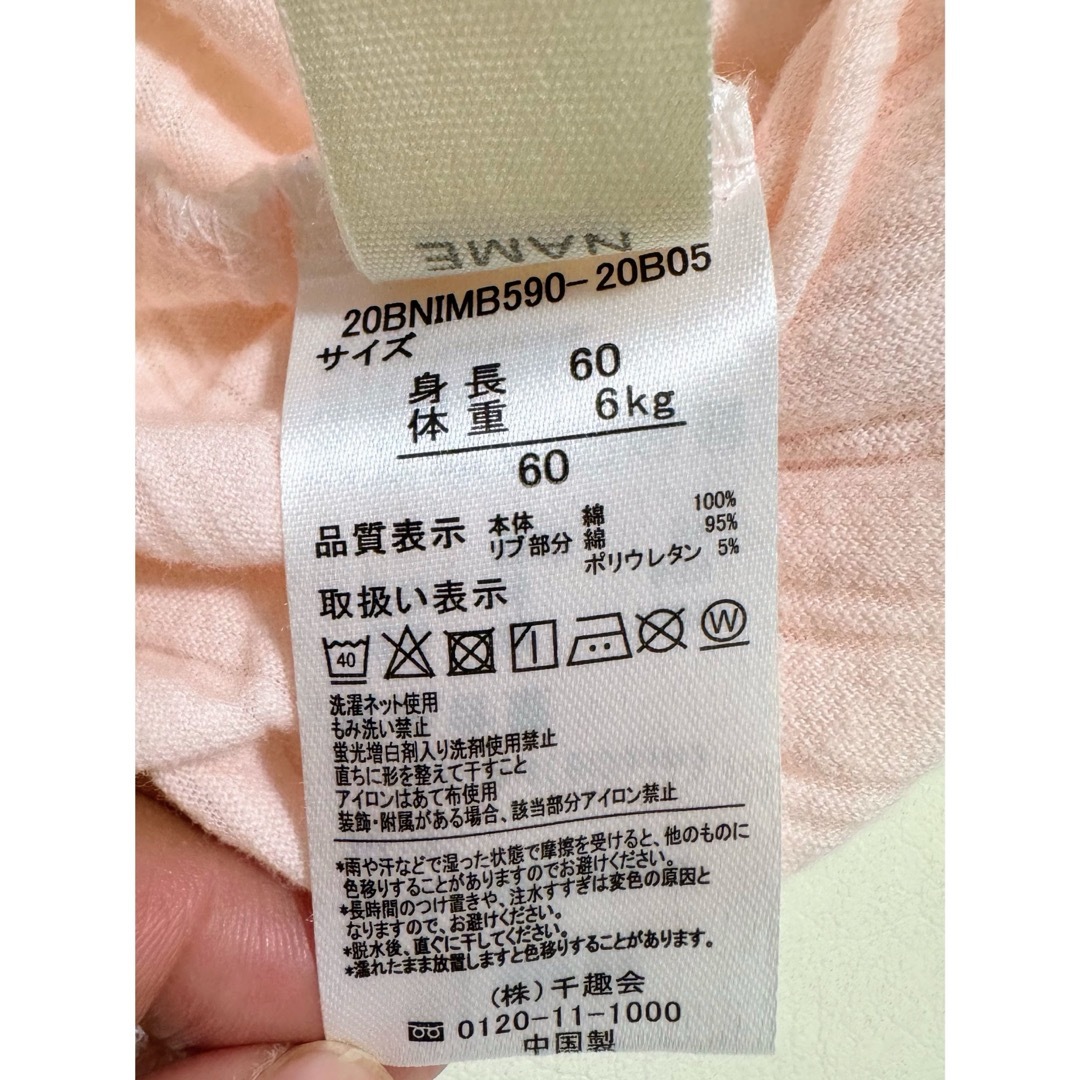 NAME
20BNIMB590-20B05
サイズ
身長 60
体重 6kg
60
品質表示 本体 綿 100%
リブ部分 綿 95%
ポリウレタン 5%
取扱い表示
40 W
洗濯ネット使用
もみ洗い禁止
蛍光増白剤入り洗剤使用禁止
直ちに形を整えて干すこと
アイロンはあて布使用
装飾・附属がある場合、該当部分アイロン禁止
*雨や汗などで湿った状態で摩擦を受けると、他のものに
色移りすることがありますのでお避けください。
*長時間のつけ置きや、注水すすぎは変色の原因と
なりますので、お避けください。
*脱水後、直ぐに干してください。
*濡れたまま放置しますと色移りすることがあります。
(株)千趣会
0120-11-1000
中国製